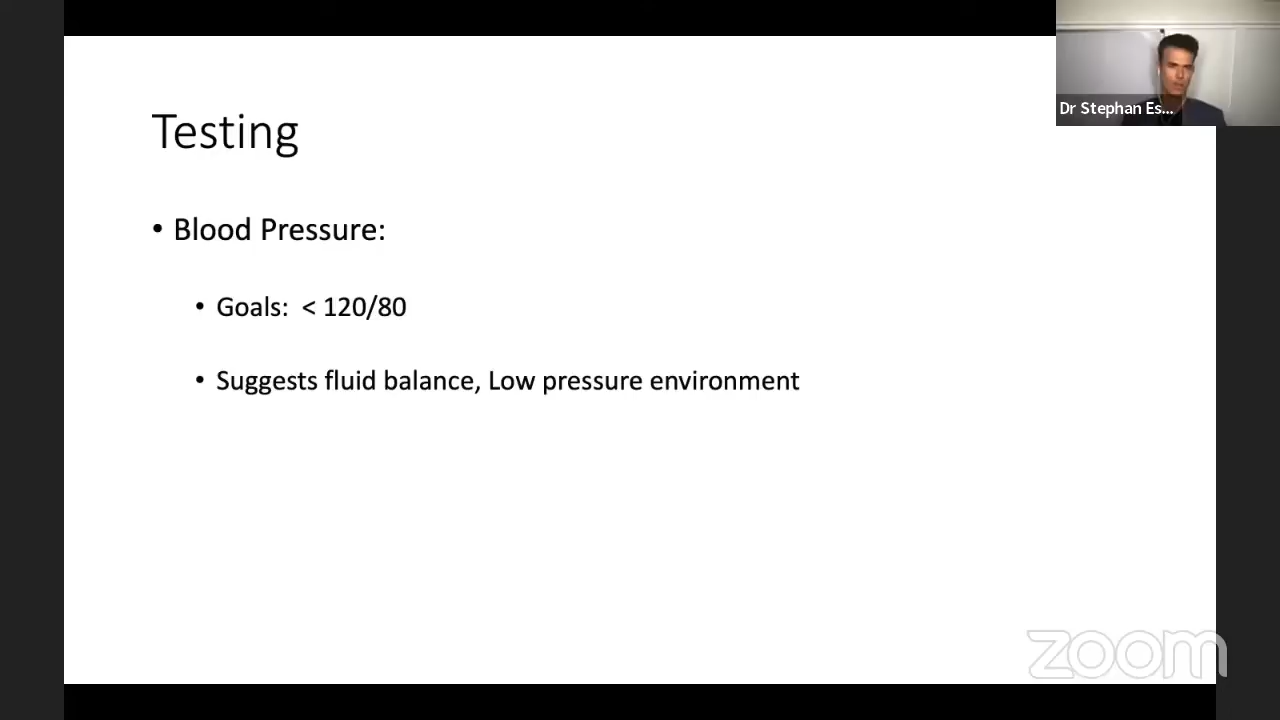 Dr Stephan Es...
Testing
• Blood Pressure:
• Goals: < 120/80
• Suggests fluid balance, Low pressure environment
zoom